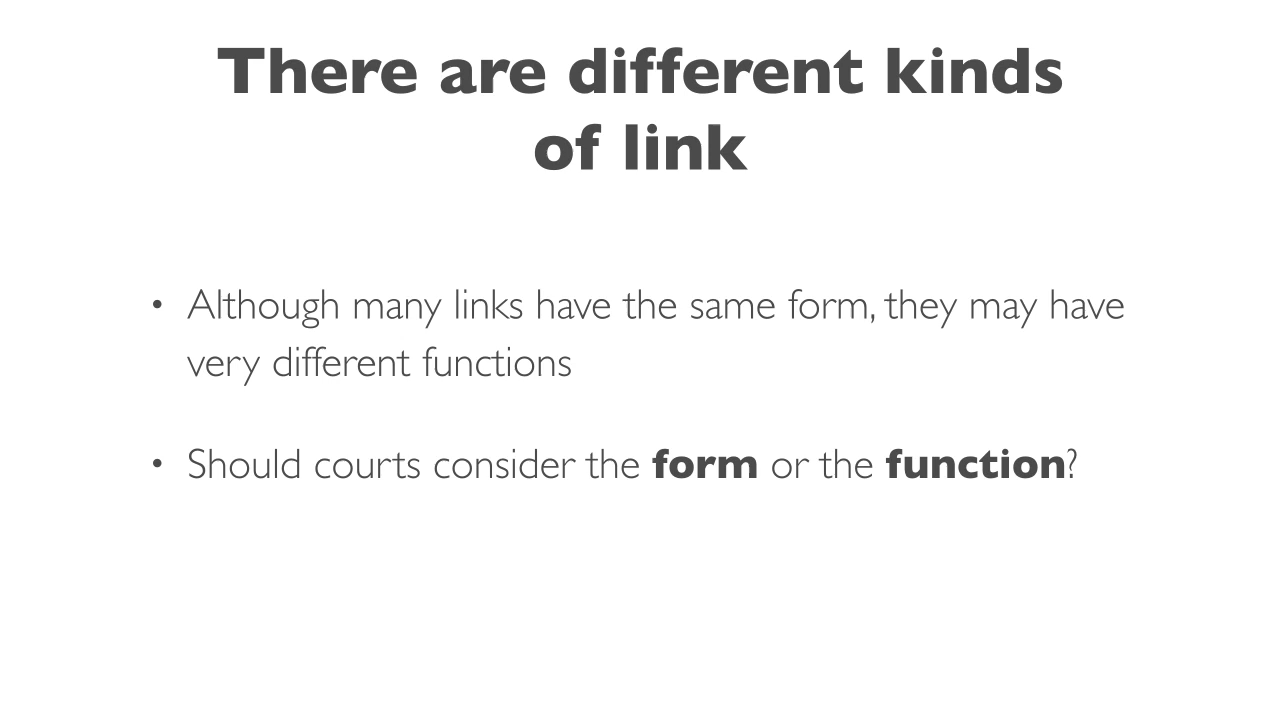 There are different kinds
of link
• Although many links have the same form, they may have
very different functions
• Should courts consider the form or the function?